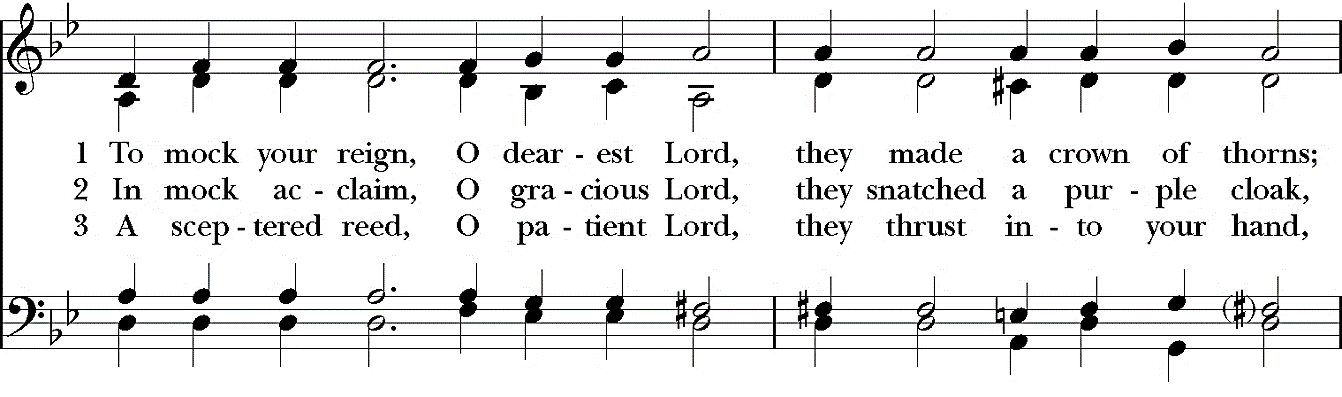 1 To mock your reign, O dear - est Lord, they made a crown of thorns;
2 In mock ac - claim, O gra - cious Lord, they snatched a pur - ple cloak,
3 A scep - tered reed, O pa - tient Lord, they thrust in - to your hand,